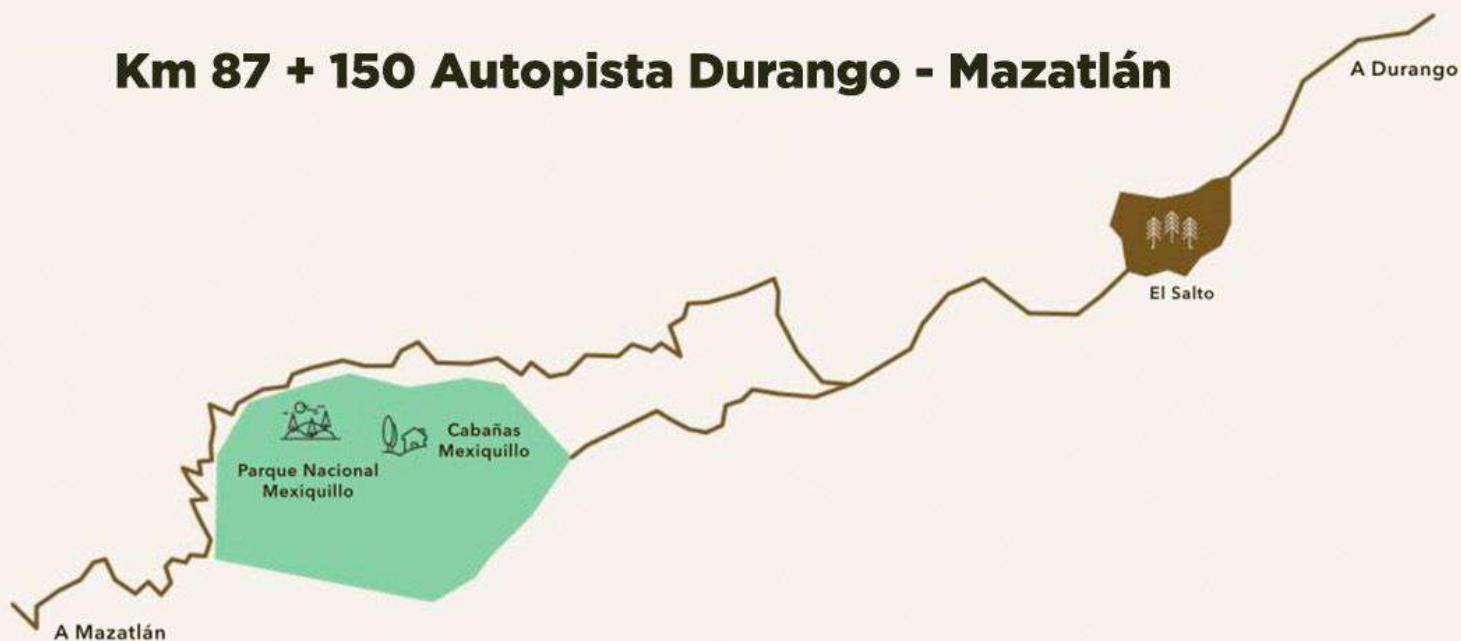 Km 87 + 150 Autopista Durango - Mazatlán
A Durango
El Salto
Cabañas
Mexiquillo
Parque Nacional
Mexiquillo
A Mazatlán